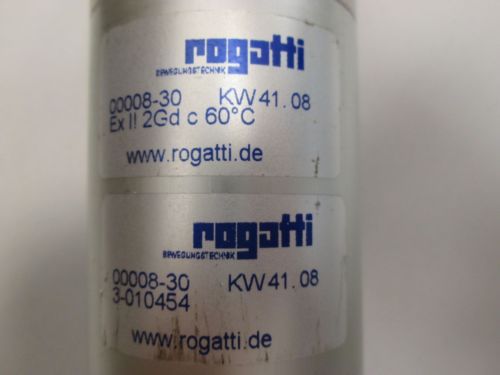 rogatti
BEWEGUNGSTECHNIK
00008-30 KW41.08
Ex II 2Gd c 60°C
www.rogatti.de
rogatti
BEWEGUNGSTECHNIK
00008-30 KW41.08
3-010454
www.rogatti.de